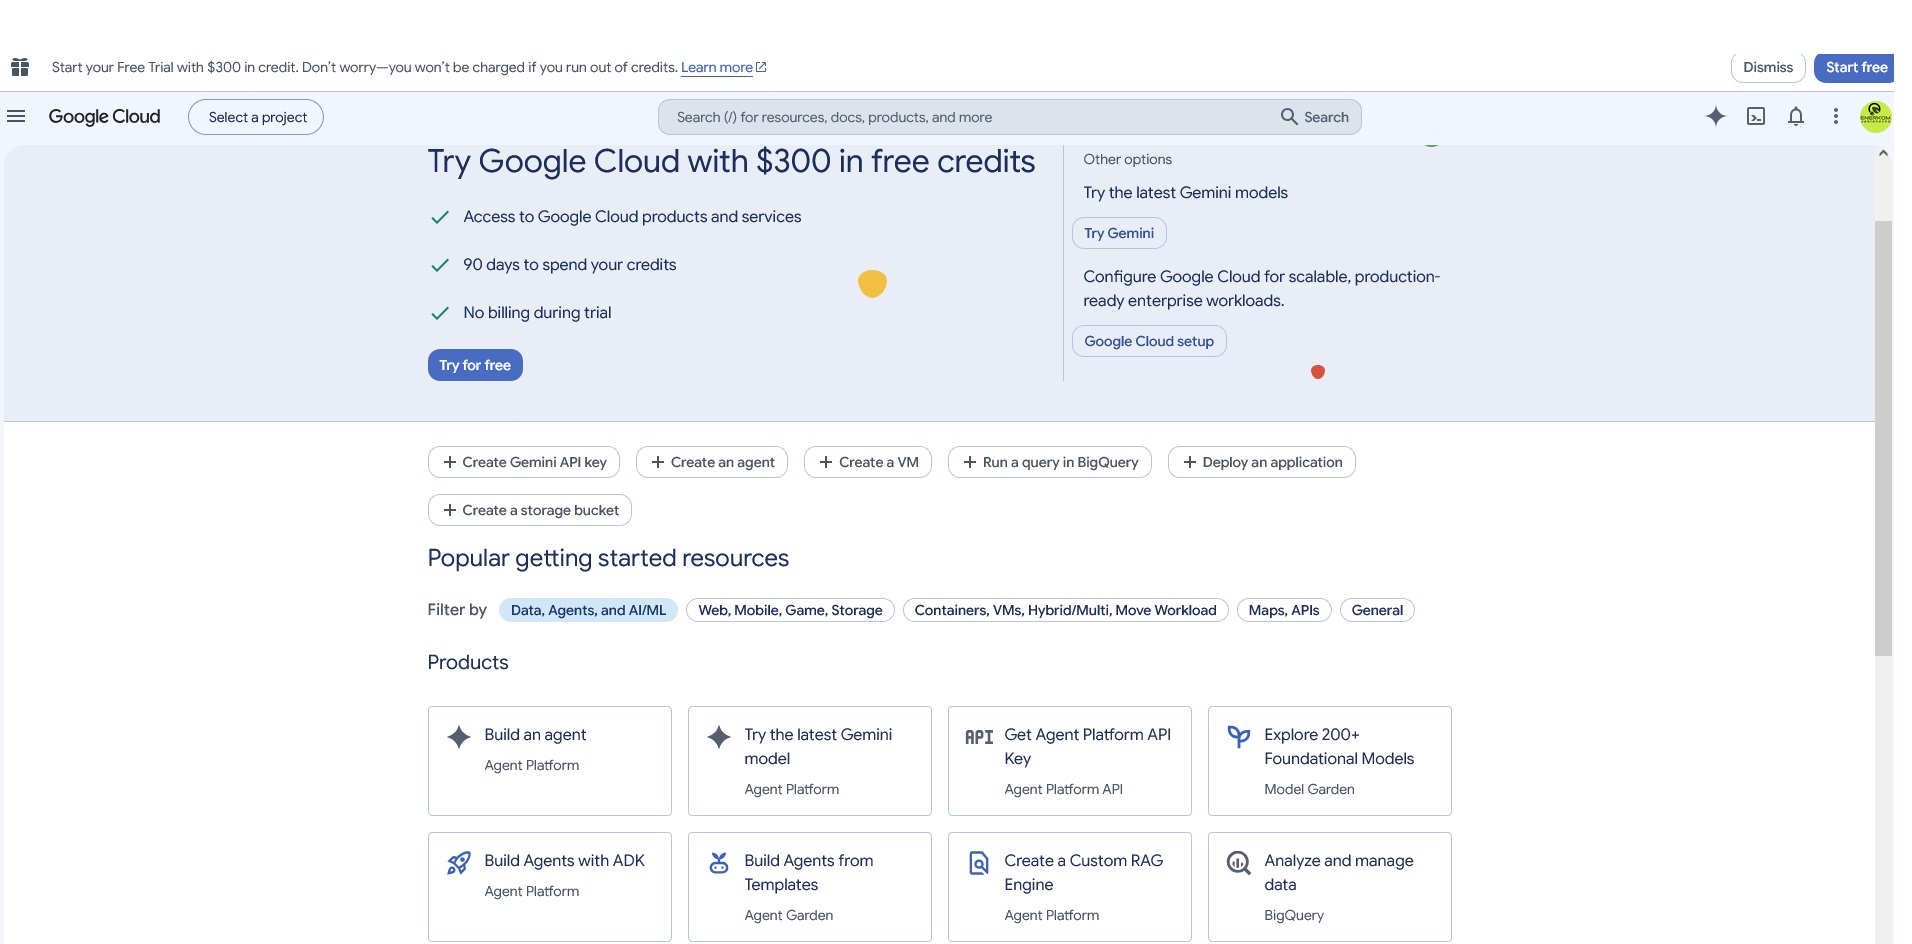 Start your Free Trial with $300 in credit. Don't worry—you won't be charged if you run out of credits. Learn more
Dismiss
Start free
Google Cloud
Select a project
Search (/) for resources, docs, products, and more
Search
ENERKOM
Try Google Cloud with $300 in free credits
Access to Google Cloud products and services
90 days to spend your credits
No billing during trial
Try for free
Other options
Try the latest Gemini models
Try Gemini
Configure Google Cloud for scalable, production-
ready enterprise workloads.
Google Cloud setup
Create Gemini API key
Create an agent
Create a VM
Run a query in BigQuery
Deploy an application
Create a storage bucket
Popular getting started resources
Filter by
Data, Agents, and AI/ML
Web, Mobile, Game, Storage
Containers, VMs, Hybrid/Multi, Move Workload
Maps, APIs
General
Products
Build an agent
Agent Platform
Try the latest Gemini
model
Agent Platform
API
Get Agent Platform API
Key
Agent Platform API
Explore 200+
Foundational Models
Model Garden
Build Agents with ADK
Agent Platform
Build Agents from
Templates
Agent Garden
Create a Custom RAG
Engine
Agent Platform
Analyze and manage
data
BigQuery